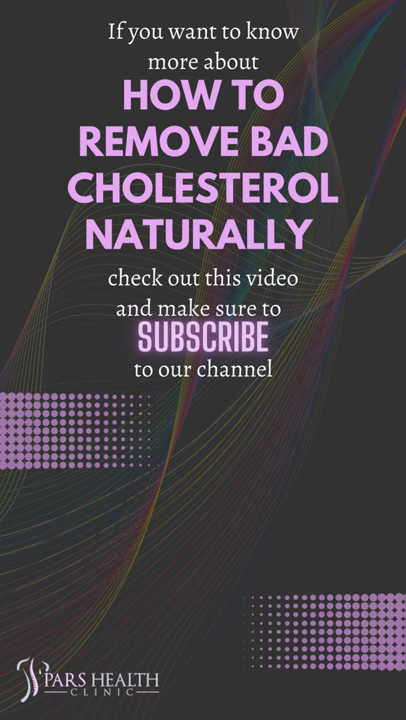 If you want to know
more about
HOW TO
REMOVE BAD
CHOLESTEROL
NATURALLY
check out this video
and make sure to
SUBSCRIBE
to our channel
PARS HEALTH
CLINIC